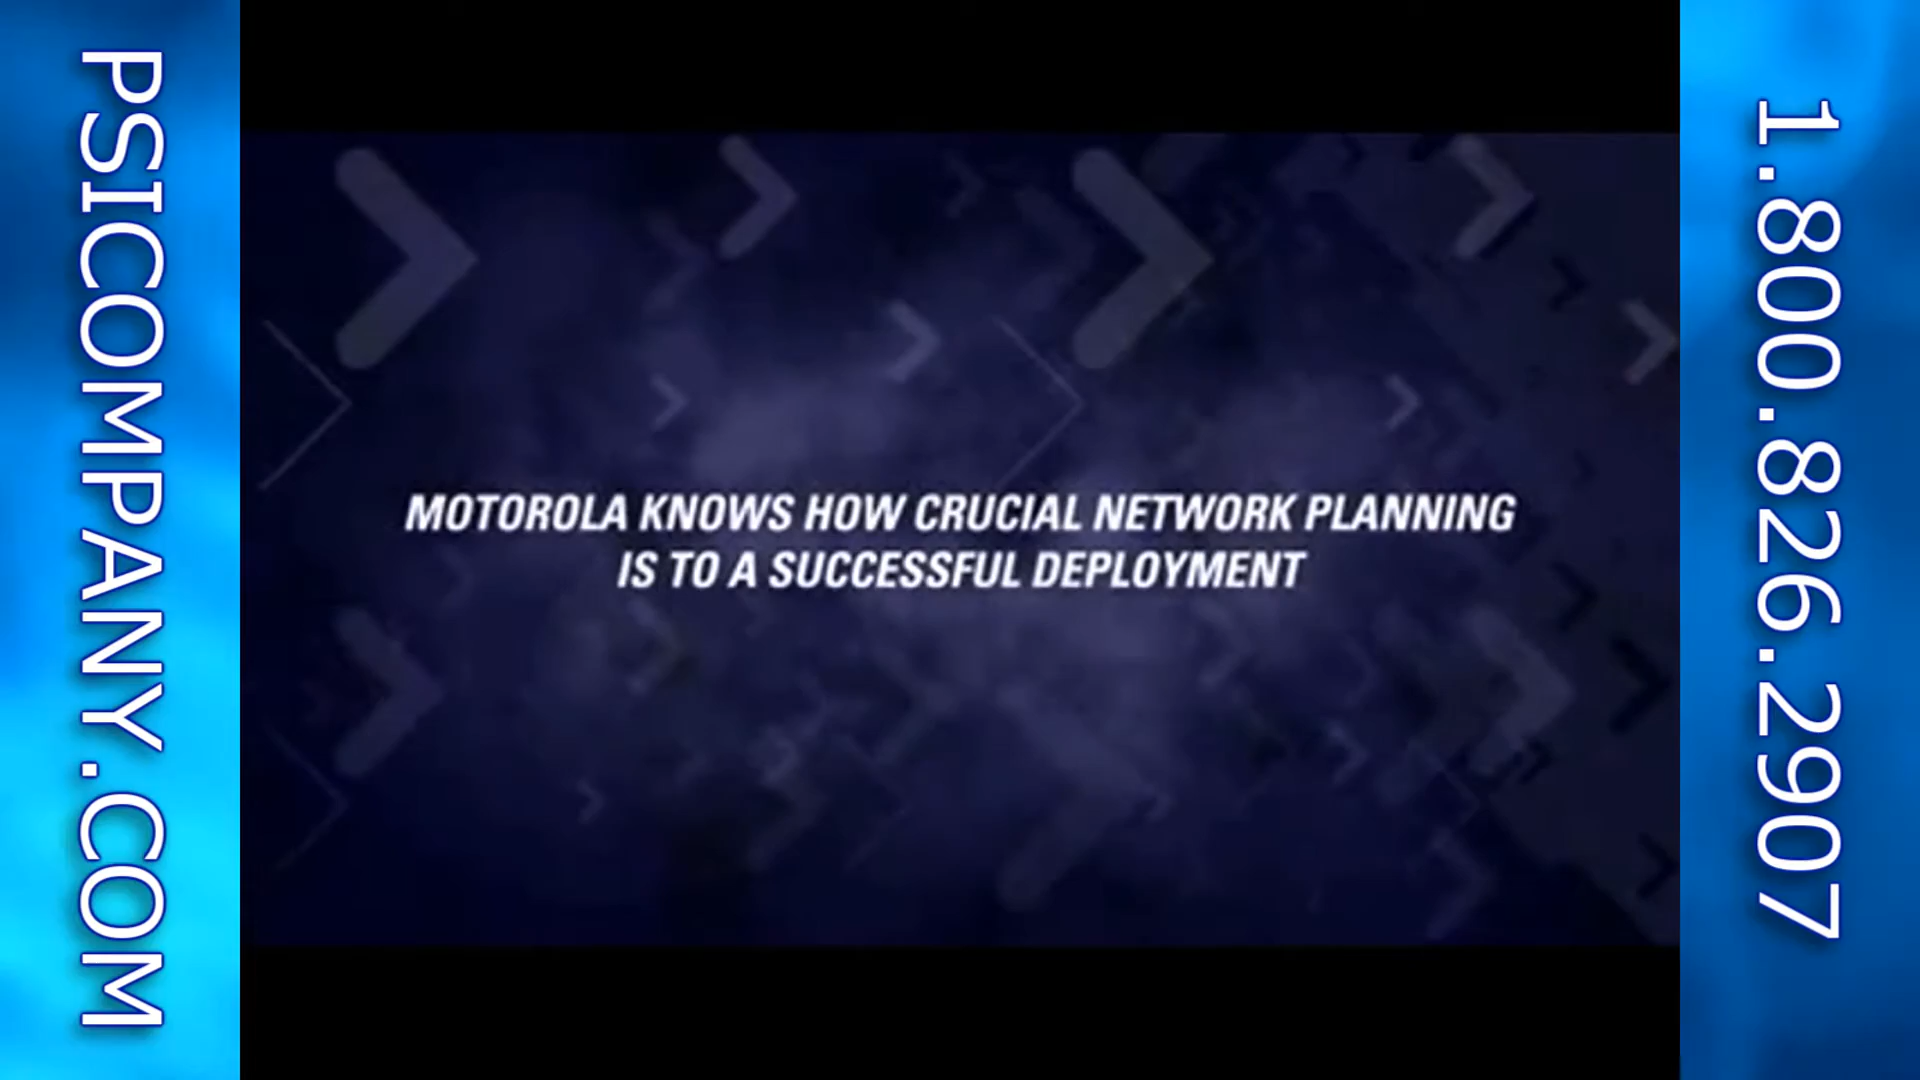 PSICOMPANY.COM
MOTOROLA KNOWS HOW CRUCIAL NETWORK PLANNING
IS TO A SUCCESSFUL DEPLOYMENT
1.800.826.2907